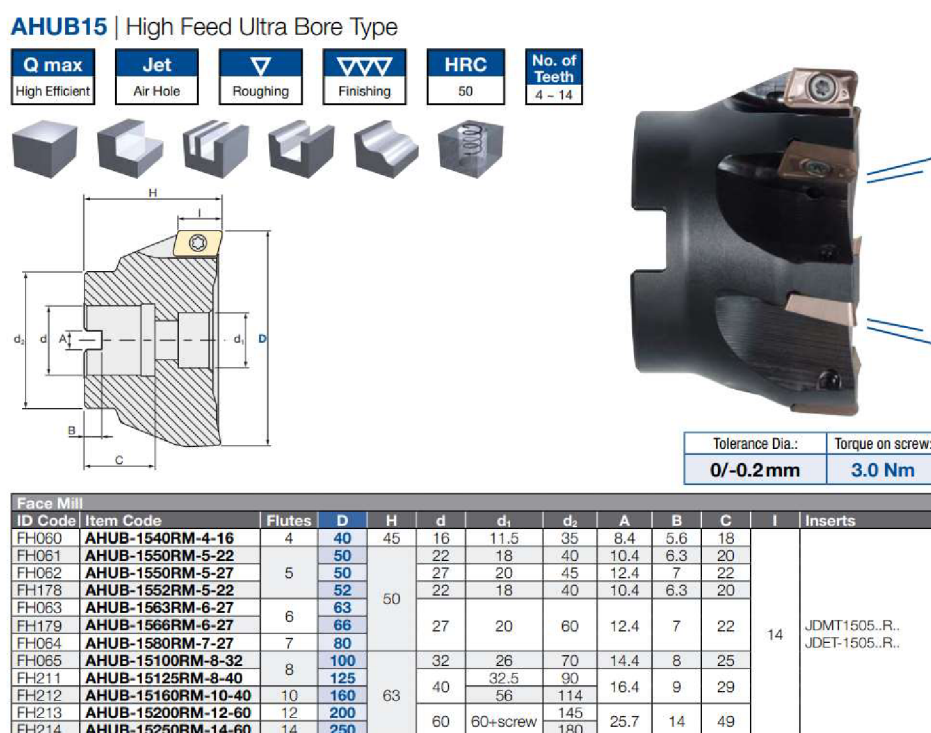 AHUB15 | High Feed Ultra Bore Type
Q max Jet HRC No. of Teeth
High Efficient Air Hole Roughing Finishing 50 4 ~ 14
H
l
d₂ d A d₁ D
B
C
Tolerance Dia.: Torque on screw:
0/-0.2mm 3.0 Nm
Face Mill
ID Code Item Code Flutes D H d d₁ d₂ A B C l Inserts
FH060 AHUB-1540RM-4-16 4 40 45 16 11.5 35 8.4 5.6 18
FH061 AHUB-1550RM-5-22 5 50 50 22 18 40 10.4 6.3 20
FH062 AHUB-1550RM-5-27 50 27 20 45 12.4 7 22
FH178 AHUB-1552RM-5-22 52 22 18 40 10.4 6.3 20
FH063 AHUB-1563RM-6-27 6 63 27 20 60 12.4 7 22
FH179 AHUB-1566RM-6-27 66 14 JDMT1505..R..
FH064 AHUB-1580RM-7-27 7 80 JDET-1505..R..
FH065 AHUB-15100RM-8-32 8 100 63 32 26 70 14.4 8 25
FH211 AHUB-15125RM-8-40 125 40 32.5 90 16.4 9 29
FH212 AHUB-15160RM-10-40 10 160 56 114
FH213 AHUB-15200RM-12-60 12 200 60 60+screw 145 25.7 14 49
FH214 AHUB-15250RM-14-60 14 250 180